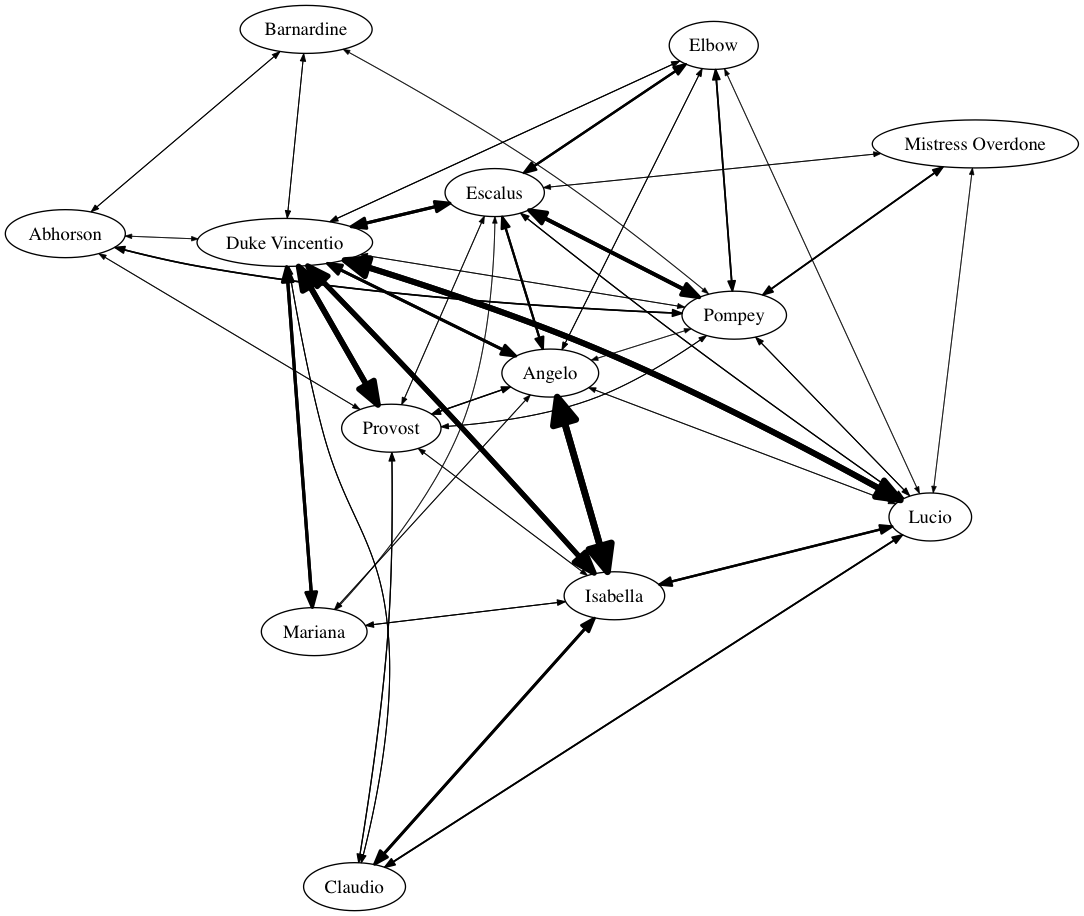 Barnardine
Elbow
Mistress Overdone
Escalus
Abhorson
Duke Vincentio
Pompey
Angelo
Provost
Lucio
Isabella
Mariana
Claudio